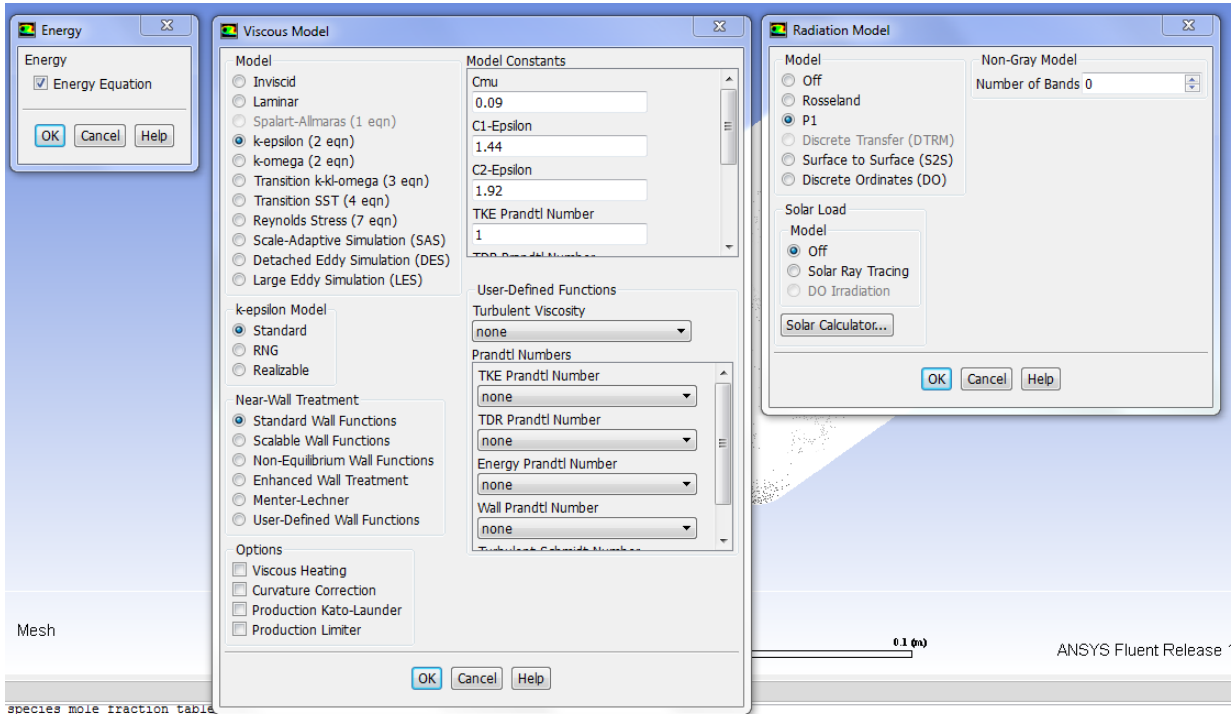 Energy
Energy
Energy Equation
OK Cancel Help
Viscous Model
Model
Inviscid
Laminar
Spalart-Allmaras (1 eqn)
k-epsilon (2 eqn)
k-omega (2 eqn)
Transition k-kl-omega (3 eqn)
Transition SST (4 eqn)
Reynolds Stress (7 eqn)
Scale-Adaptive Simulation (SAS)
Detached Eddy Simulation (DES)
Large Eddy Simulation (LES)
k-epsilon Model
Standard
RNG
Realizable
Near-Wall Treatment
Standard Wall Functions
Scalable Wall Functions
Non-Equilibrium Wall Functions
Enhanced Wall Treatment
Menter-Lechner
User-Defined Wall Functions
Options
Viscous Heating
Curvature Correction
Production Kato-Launder
Production Limiter
Model Constants
Cmu
0.09
C1-Epsilon
1.44
C2-Epsilon
1.92
TKE Prandtl Number
1
TDR Prandtl Number
User-Defined Functions
Turbulent Viscosity
none
Prandtl Numbers
TKE Prandtl Number
none
TDR Prandtl Number
none
Energy Prandtl Number
none
Wall Prandtl Number
none
Turbulent Schmidt Number
OK Cancel Help
Radiation Model
Model
Off
Rosseland
P1
Discrete Transfer (DTRM)
Surface to Surface (S2S)
Discrete Ordinates (DO)
Non-Gray Model
Number of Bands 0
Solar Load
Model
Off
Solar Ray Tracing
DO Irradiation
Solar Calculator...
OK Cancel Help
Mesh
0.1 (m)
ANSYS Fluent Release 1
species mole fraction table